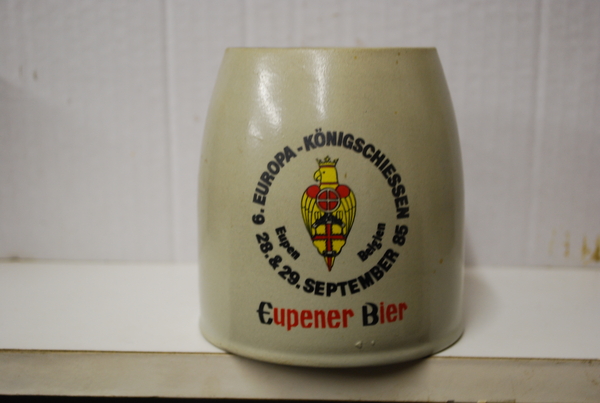 6. EUROPA-KÖNIGSCHIESSEN
Eupen Belgien
28. & 29. SEPTEMBER 85
Eupener Bier